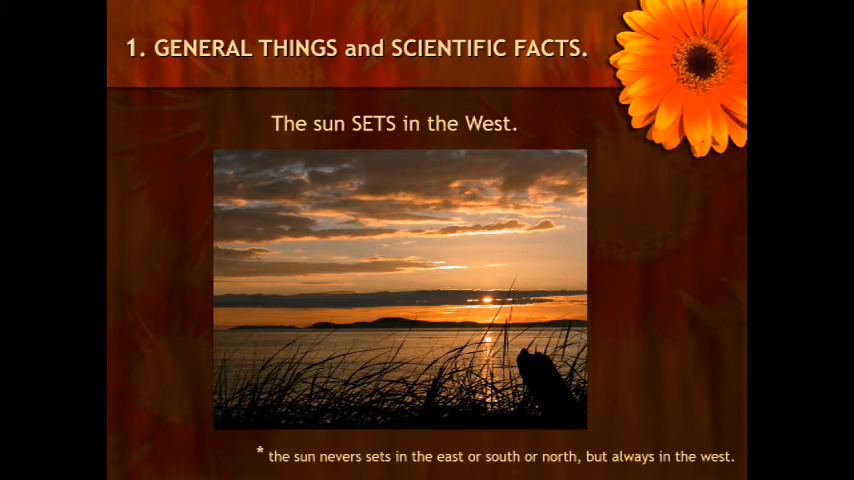 1. GENERAL THINGS and SCIENTIFIC FACTS.
The sun SETS in the West.
* the sun nevers sets in the east or south or north, but always in the west.